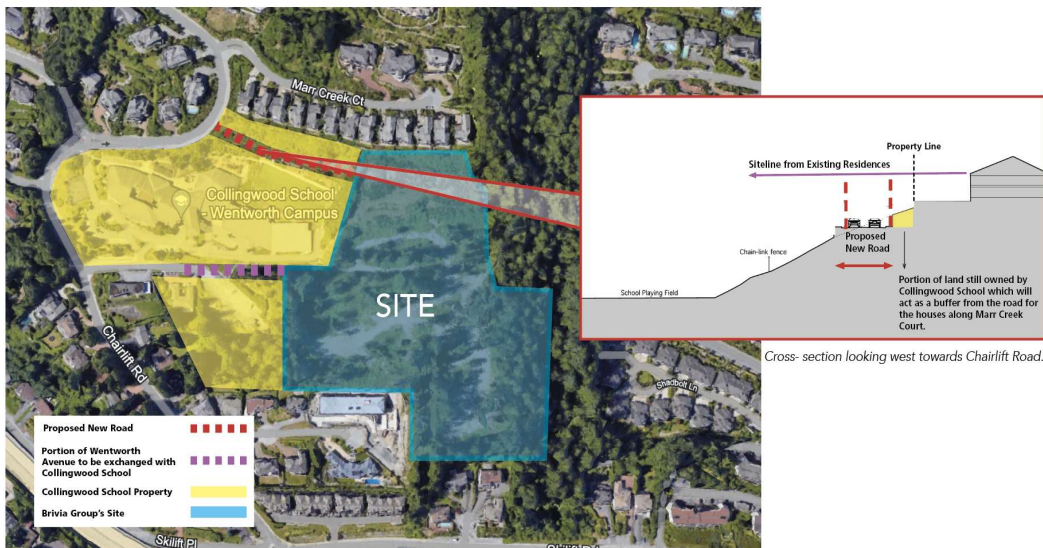 Marr Creek Ct
Collingwood School
- Wentworth Campus
SITE
Chairlift Rd
Shadbolt Ln
Skilift Pl
Proposed New Road
Portion of Wentworth
Avenue to be exchanged with
Collingwood School
Collingwood School Property
Brivia Group's Site
Property Line
Siteline from Existing Residences
Proposed
New Road
Chain-link fence
School Playing Field
Portion of land still owned by
Collingwood School which will
act as a buffer from the road for
the houses along Marr Creek
Court.
Cross- section looking west towards Chairlift Road.